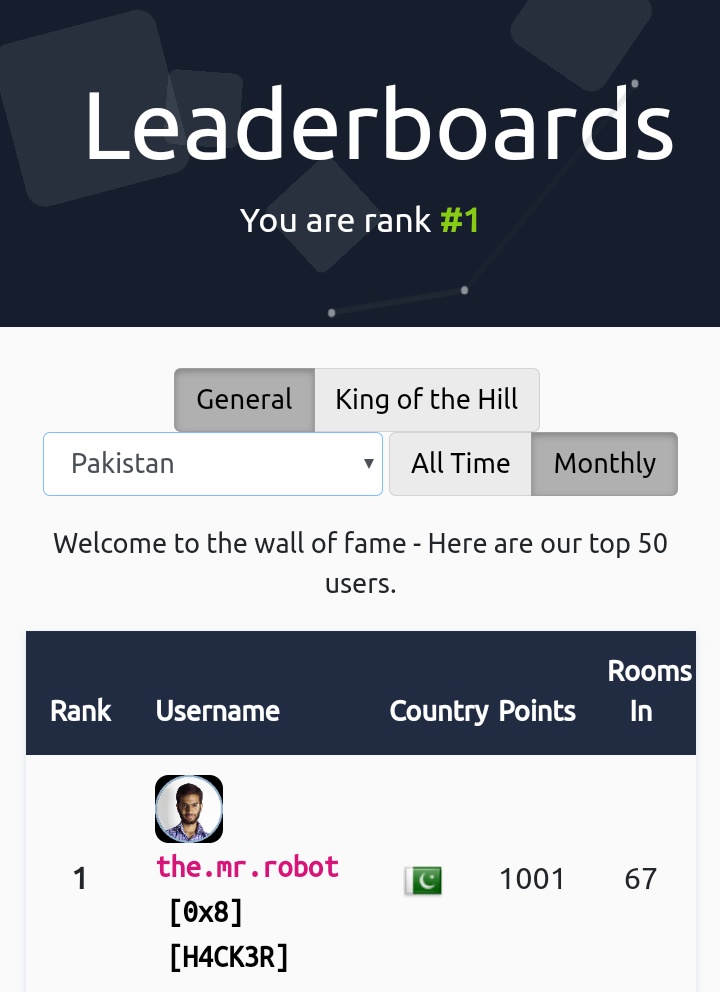 Leaderboards
You are rank #1
General King of the Hill
Pakistan All Time Monthly
Welcome to the wall of fame - Here are our top 50
users.
Rank Username Country Points Rooms In
1 the.mr.robot 1001 67
[0x8]
[H4CK3R]